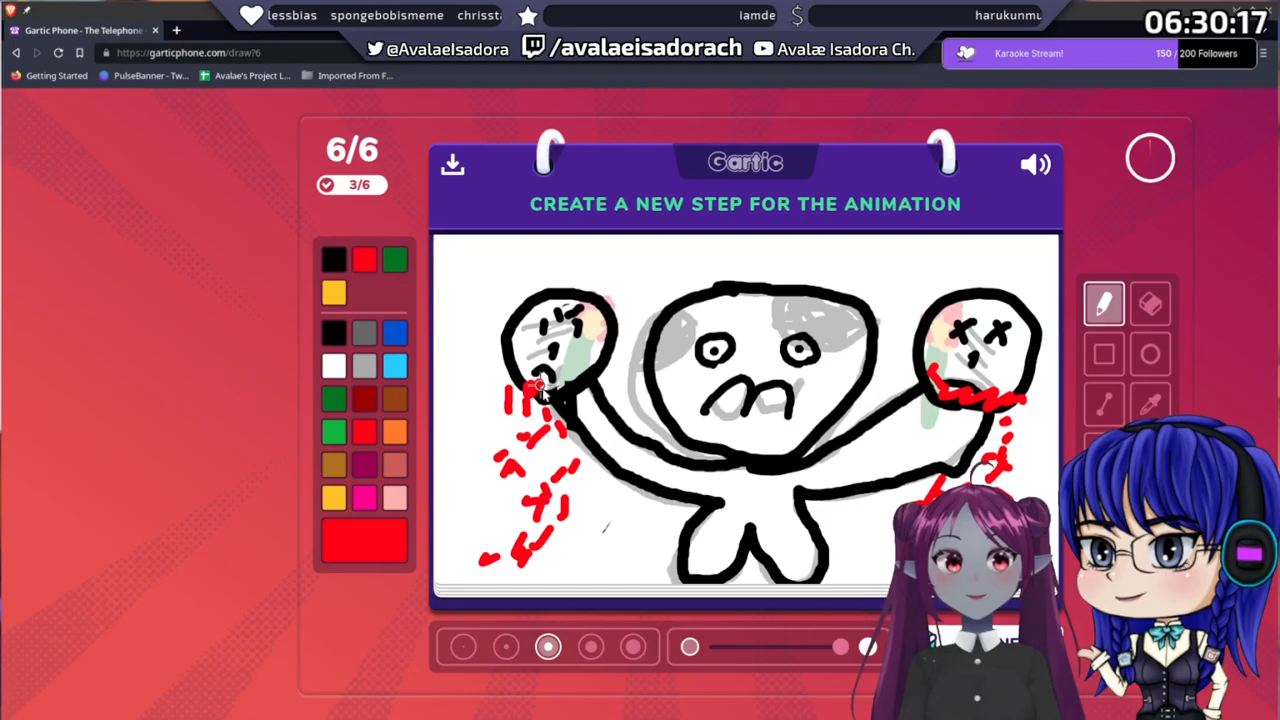 lessbias spongebobismeme chrissta
iamde
$ harukunmu
06:30:17
Gartic Phone - The Telephone
@AvalaeIsadora /avalaeisadorach Avalæ Isadora Ch.
https://garticphone.com/draw?6
Karaoke Stream! 150 / 200 Followers
Getting Started PulseBanner - Tw... Avalae's Project L... Imported From F...
6/6
3/6
Gartic
CREATE A NEW STEP FOR THE ANIMATION